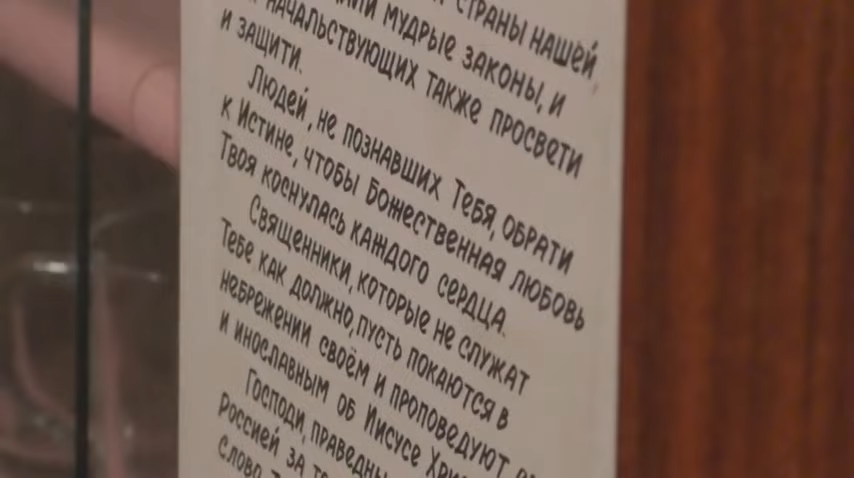 страны нашей,
мудрые законы, и
начальствующих также просвети
и защити.
Людей, не познавших Тебя, обрати
к Истине, чтобы Божественная любовь
Твоя коснулась каждого сердца.
Священники, которые не служат
Тебе как должно, пусть покаются в
небрежении своём и проповедуют
и инославным об Иисусе
Господи,
Россией за
Слово